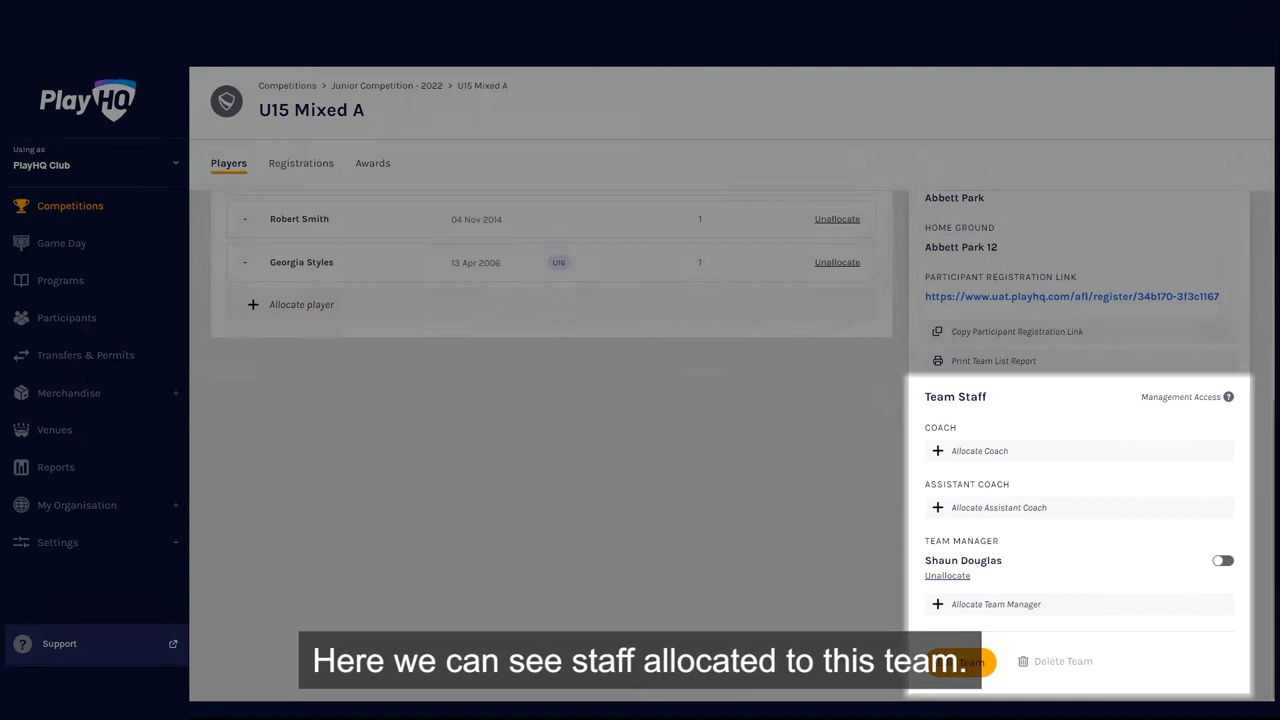 PlayHQ
Using as
PlayHQ Club
Competitions
Game Day
Programs
Participants
Transfers & Permits
Merchandise +
Venues
Reports
My Organisation +
Settings +
? Support
Competitions > Junior Competition - 2022 > U15 Mixed A
U15 Mixed A
Players Registrations Awards
- Robert Smith 04 Nov 2014 1 Unallocate
- Georgia Styles 13 Apr 2006 U16 1 Unallocate
+ Allocate player
Abbett Park
HOME GROUND
Abbett Park 12
PARTICIPANT REGISTRATION LINK
https://www.uat.playhq.com/afl/register/34b170-3f3c1167
Copy Participant Registration Link
Print Team List Report
Team Staff Management Access ?
COACH
+ Allocate Coach
ASSISTANT COACH
+ Allocate Assistant Coach
TEAM MANAGER
Shaun Douglas
Unallocate
+ Allocate Team Manager
Team Delete Team
Here we can see staff allocated to this team.